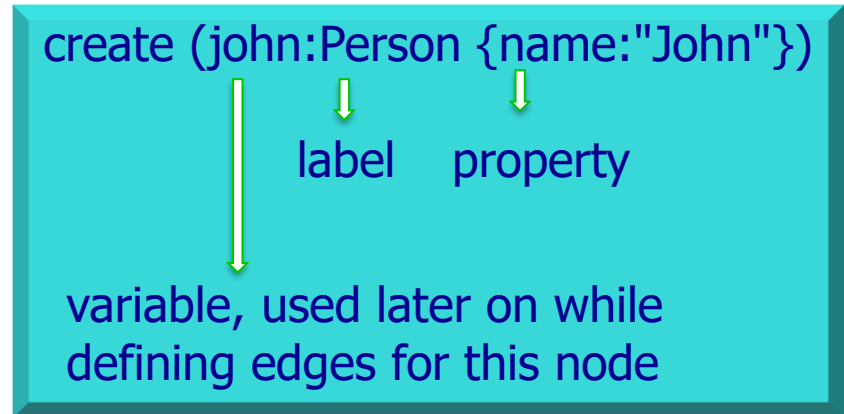 create (john:Person {name:"John"})
label property
variable, used later on while
defining edges for this node